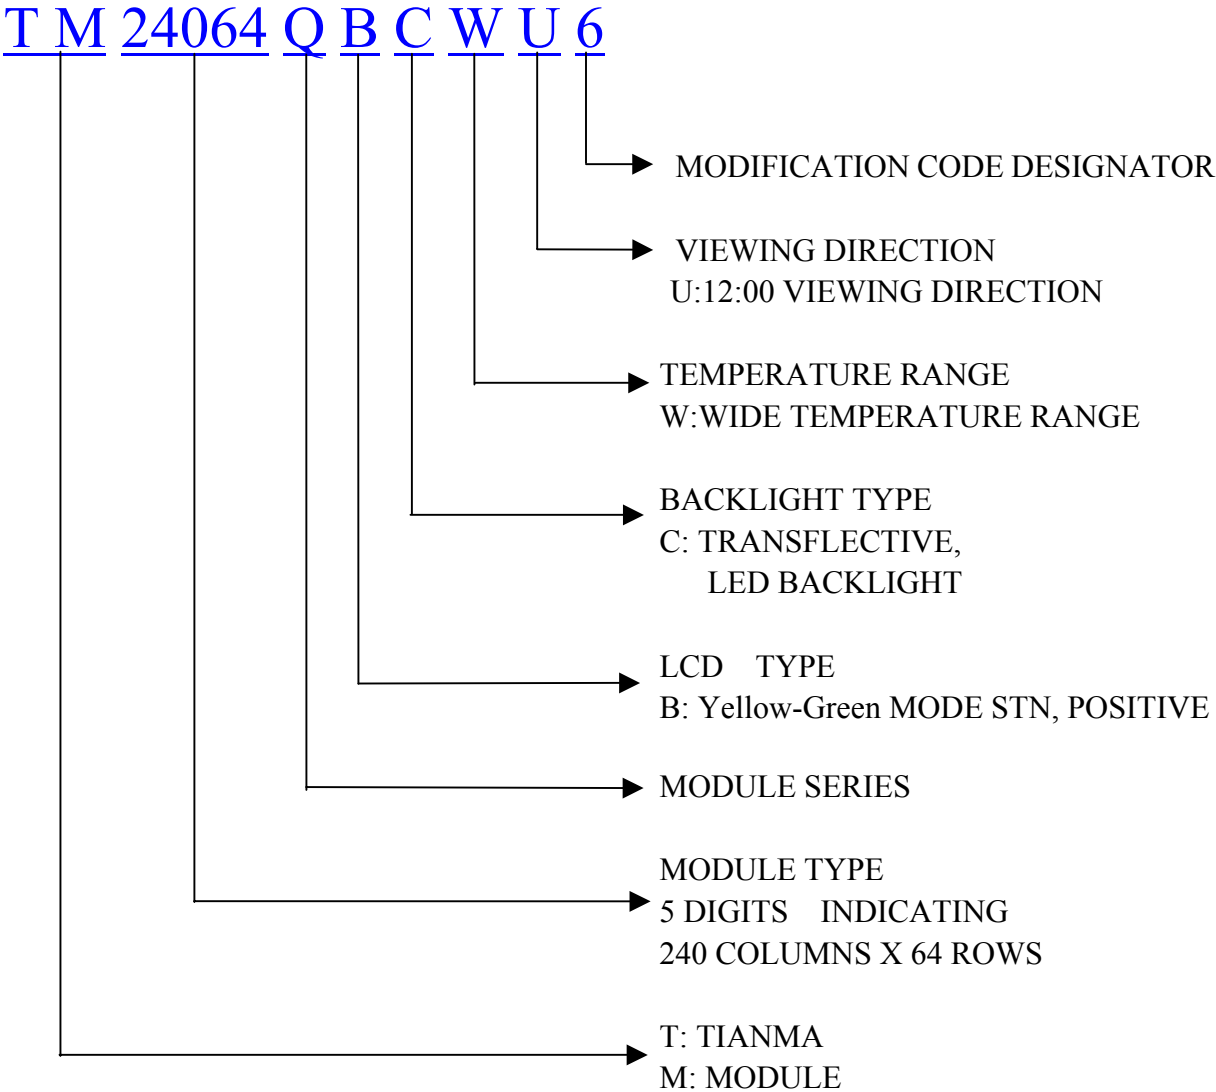 T M 24064 Q B C W U 6
MODIFICATION CODE DESIGNATOR
VIEWING DIRECTION
U:12:00 VIEWING DIRECTION
TEMPERATURE RANGE
W:WIDE TEMPERATURE RANGE
BACKLIGHT TYPE
C: TRANSFLECTIVE,
LED BACKLIGHT
LCD TYPE
B: Yellow-Green MODE STN, POSITIVE
MODULE SERIES
MODULE TYPE
5 DIGITS INDICATING
240 COLUMNS X 64 ROWS
T: TIANMA
M: MODULE